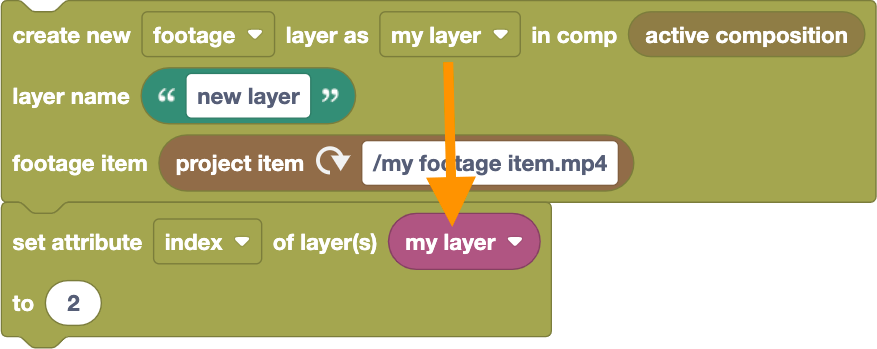 create new footage layer as my layer in comp active composition
layer name “ new layer ”
footage item project item /my footage item.mp4
set attribute index of layer(s) my layer
to 2